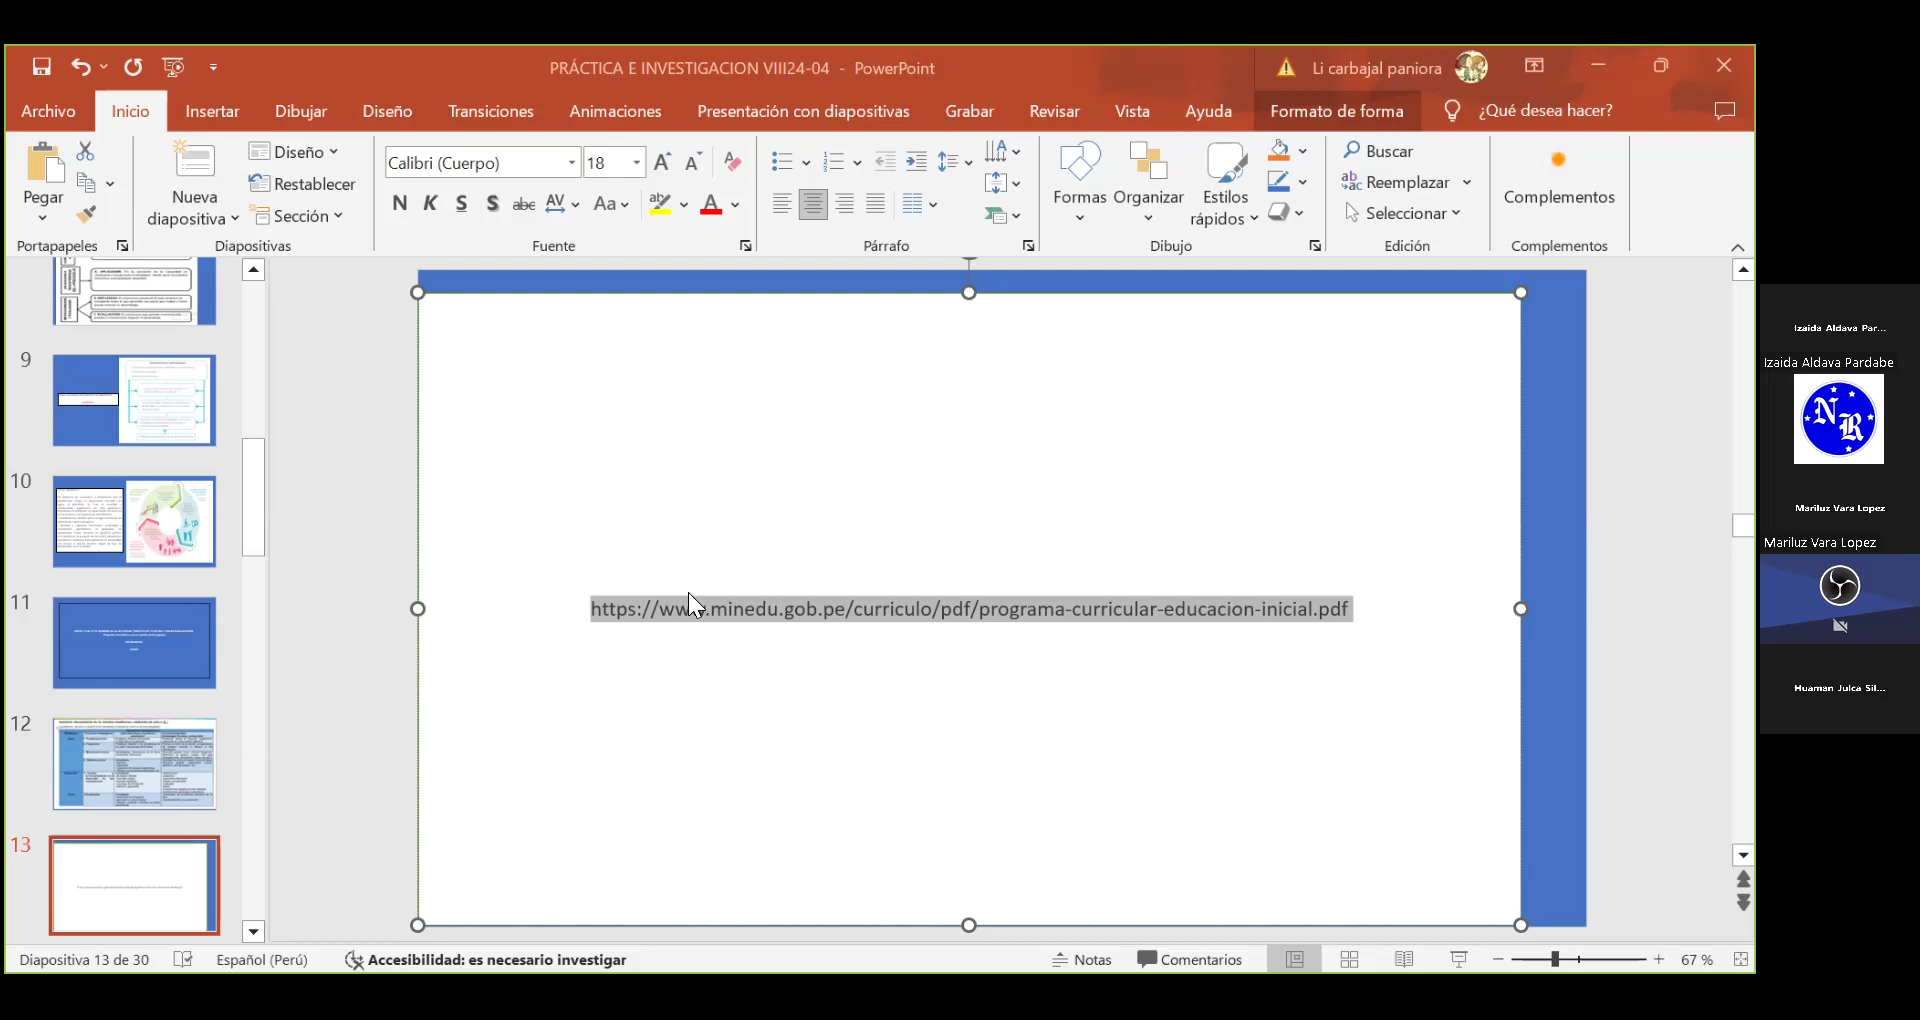 PRÁCTICA E INVESTIGACION VIII24-04 - PowerPoint
Li carbajal paniora
Archivo Inicio Insertar Dibujar Diseño Transiciones Animaciones Presentación con diapositivas Grabar Revisar Vista Ayuda Formato de forma ¿Qué desea hacer?
Pegar
Portapapeles
Nueva diapositiva
Diseño
Restablecer
Sección
Diapositivas
Calibri (Cuerpo) 18
N K S S abc AV Aa A
Fuente
Párrafo
Formas
Organizar
Estilos rápidos
Dibujo
Buscar
Reemplazar
Seleccionar
Edición
Complementos
Complementos
9
10
11
12
13
https://www.minedu.gob.pe/curriculo/pdf/programa-curricular-educacion-inicial.pdf
Izaida Aldava Par...
Izaida Aldava Pardabe
N R
Mariluz Vara Lopez
Mariluz Vara Lopez
Huaman Julca Sil...
Diapositiva 13 de 30 Español (Perú) Accesibilidad: es necesario investigar Notas Comentarios 67 %